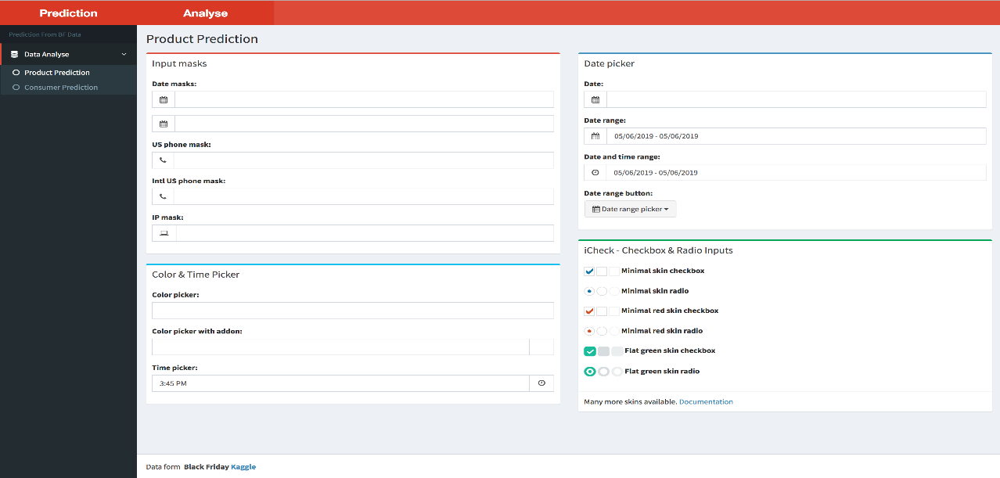 Prediction Analyse
Prediction From BF Data
Data Analyse
Product Prediction
Consumer Prediction
Product Prediction
Input masks
Date masks:
US phone mask:
Intl US phone mask:
IP mask:
Color & Time Picker
Color picker:
Color picker with addon:
Time picker:
3:45 PM
Date picker
Date:
Date range:
05/06/2019 - 05/06/2019
Date and time range:
05/06/2019 - 05/06/2019
Date range button:
Date range picker
iCheck - Checkbox & Radio Inputs
Minimal skin checkbox
Minimal skin radio
Minimal red skin checkbox
Minimal red skin radio
Flat green skin checkbox
Flat green skin radio
Many more skins available. Documentation
Data form Black Friday Kaggle